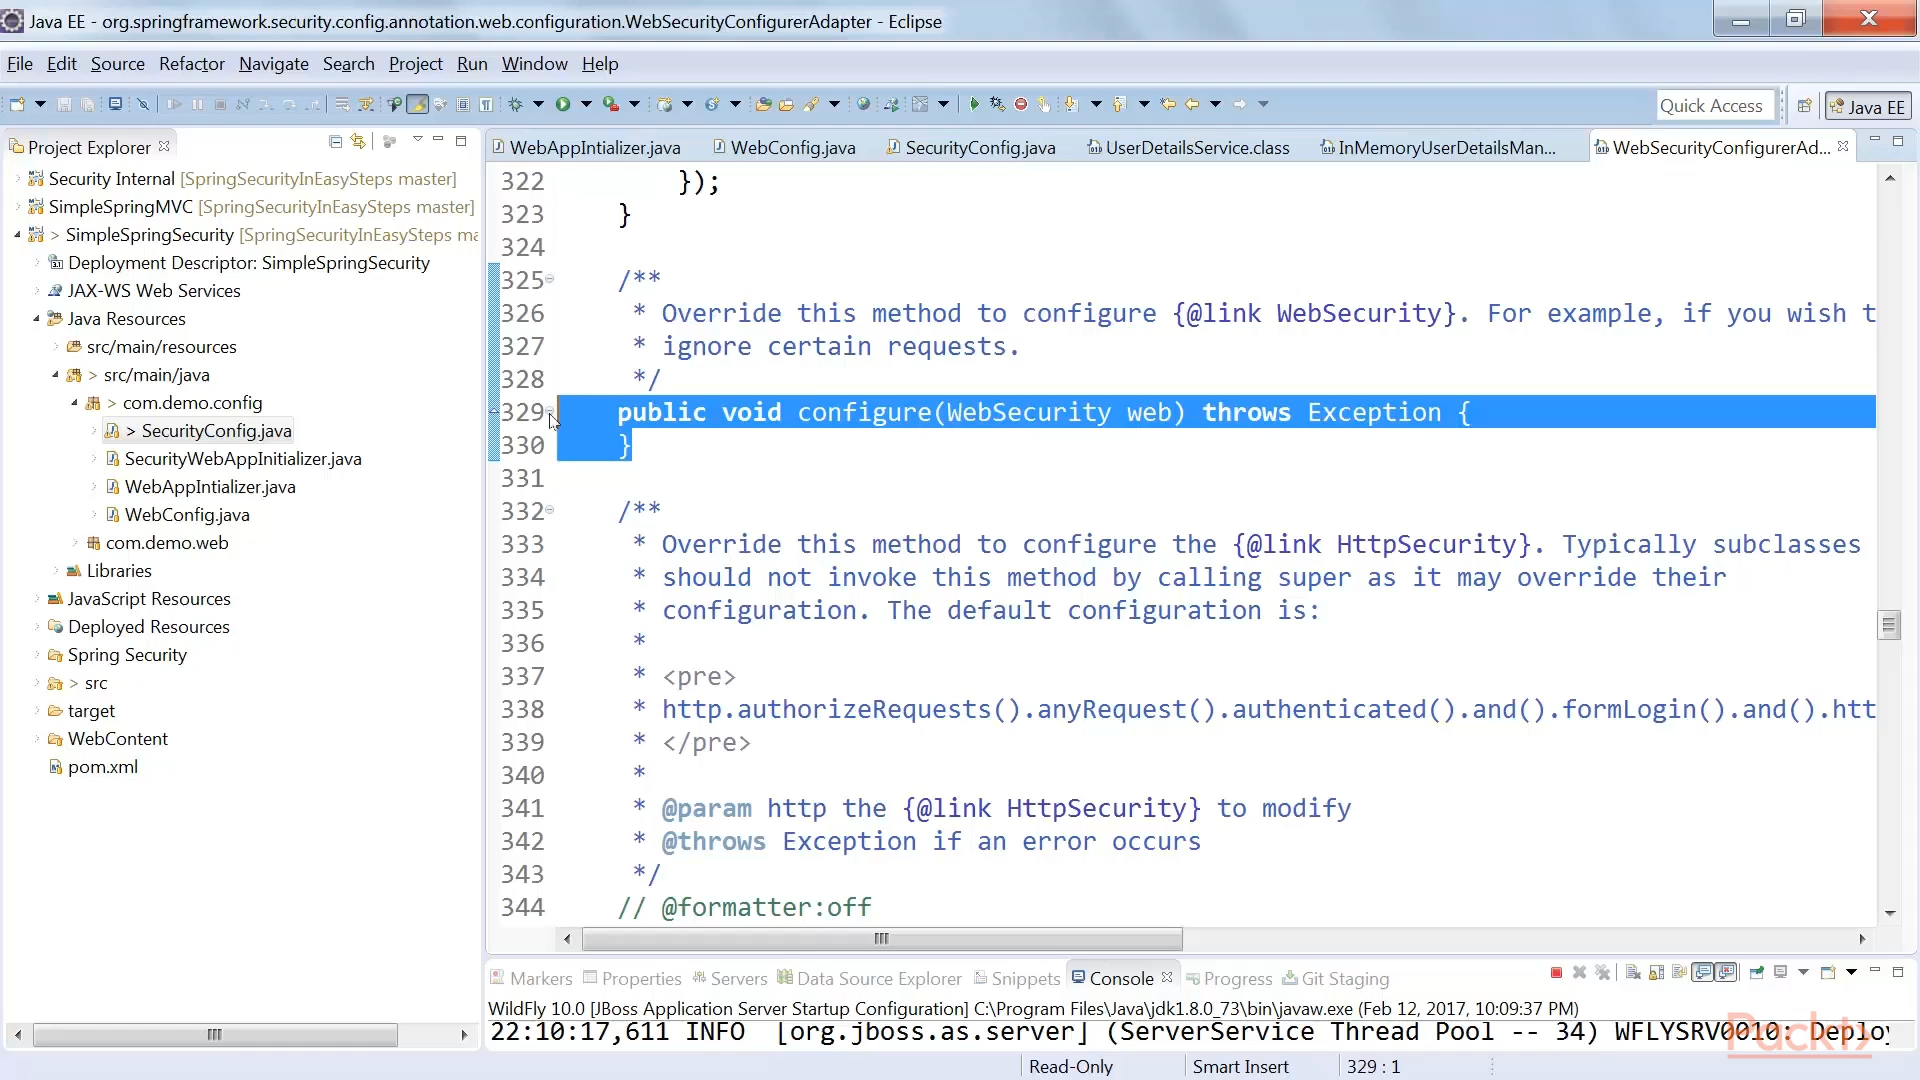 Java EE - org.springframework.security.config.annotation.web.configuration.WebSecurityConfigurerAdapter - Eclipse
File Edit Source Refactor Navigate Search Project Run Window Help
Quick Access Java EE
Project Explorer
Security Internal [SpringSecurityInEasySteps master]
SimpleSpringMVC [SpringSecurityInEasySteps master]
> SimpleSpringSecurity [SpringSecurityInEasySteps ma
Deployment Descriptor: SimpleSpringSecurity
JAX-WS Web Services
Java Resources
src/main/resources
> src/main/java
> com.demo.config
> SecurityConfig.java
SecurityWebAppInitializer.java
WebAppIntializer.java
WebConfig.java
com.demo.web
Libraries
JavaScript Resources
Deployed Resources
Spring Security
> src
target
WebContent
pom.xml
WebAppIntializer.java WebConfig.java SecurityConfig.java UserDetailsService.class InMemoryUserDetailsMan... WebSecurityConfigurerAd...
322 });
323 }
324
325 /**
326 * Override this method to configure {@link WebSecurity}. For example, if you wish t
327 * ignore certain requests.
328 */
329 public void configure(WebSecurity web) throws Exception {
330 }
331
332 /**
333 * Override this method to configure the {@link HttpSecurity}. Typically subclasses
334 * should not invoke this method by calling super as it may override their
335 * configuration. The default configuration is:
336 *
337 * <pre>
338 * http.authorizeRequests().anyRequest().authenticated().and().formLogin().and().htt
339 * </pre>
340 *
341 * @param http the {@link HttpSecurity} to modify
342 * @throws Exception if an error occurs
343 */
344 // @formatter:off
Markers Properties Servers Data Source Explorer Snippets Console Progress Git Staging
WildFly 10.0 [JBoss Application Server Startup Configuration] C:\Program Files\Java\jdk1.8.0_73\bin\javaw.exe (Feb 12, 2017, 10:09:37 PM)
22:10:17,611 INFO [org.jboss.as.server] (ServerService Thread Pool -- 34) WFLYSRV0010: Deploy
Packt
Read-Only Smart Insert 329 : 1